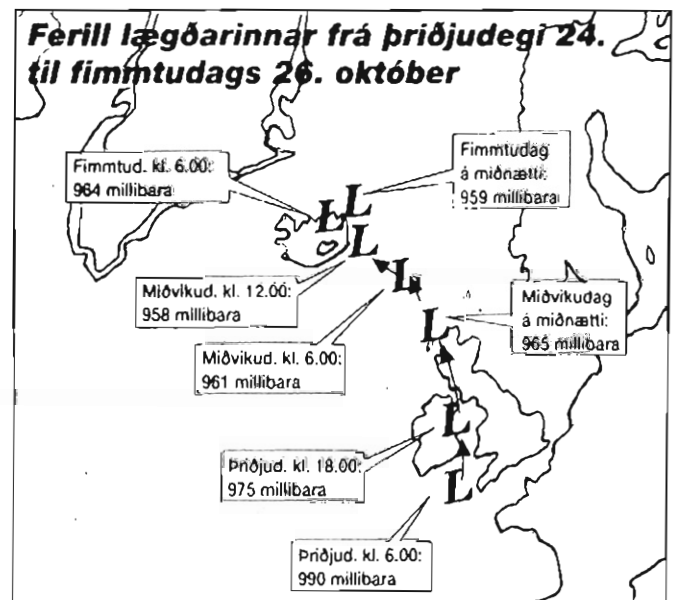 Ferill lægðarinnar frá þriðjudegi 24.
til fimmtudags 26. október
Fimmtud. kl. 6.00:
964 millibara
Fimmtudag
á miðnætti:
959 millibara
L
L
L
Miðvikud. kl. 12.00:
958 millibara
L
Miðvikudag
á miðnætti:
965 millibara
L
Miðvikud. kl. 6.00:
961 millibara
L
Þriðjud. kl. 18.00:
975 millibara
L
Þriðjud. kl. 6.00:
990 millibara